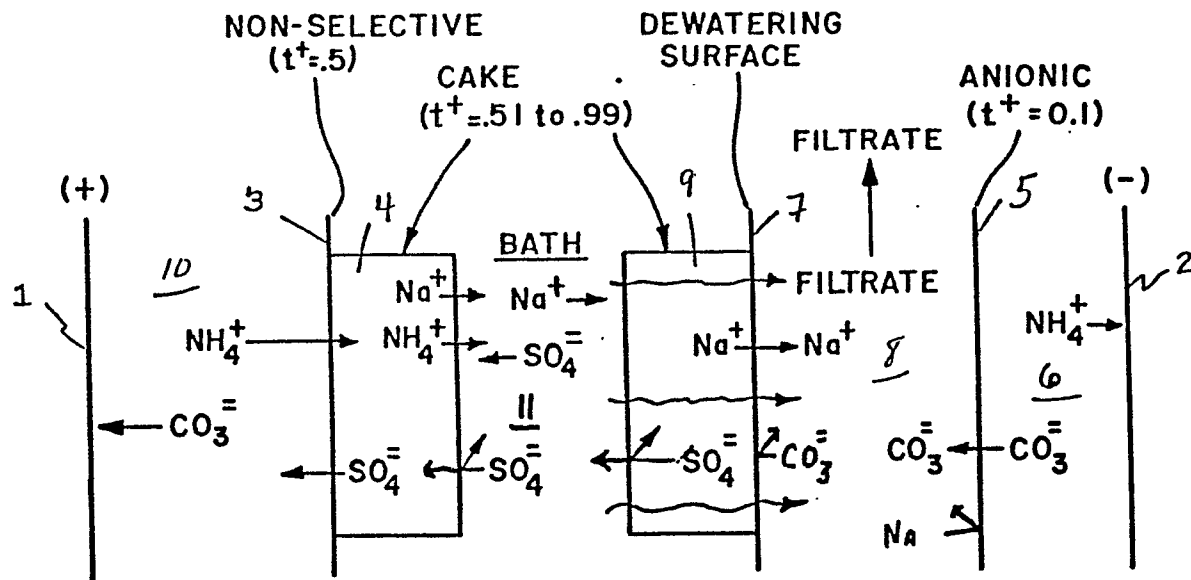 NON-SELECTIVE
(t⁺=.5)
CAKE
(t⁺=.51 to .99)
DEWATERING
SURFACE
ANIONIC
(t⁺=0.1)
FILTRATE
(+)
3
4
9
7
5
(-)
10
BATH
1
2
Na⁺
Na⁺
FILTRATE
NH₄⁺
NH₄⁺
SO₄⁼
Na⁺
Na⁺
8
NH₄⁺
6
CO₃⁼
11
SO₄⁼
SO₄⁼
SO₄⁼
CO₃⁼
CO₃⁼
CO₃⁼
NA